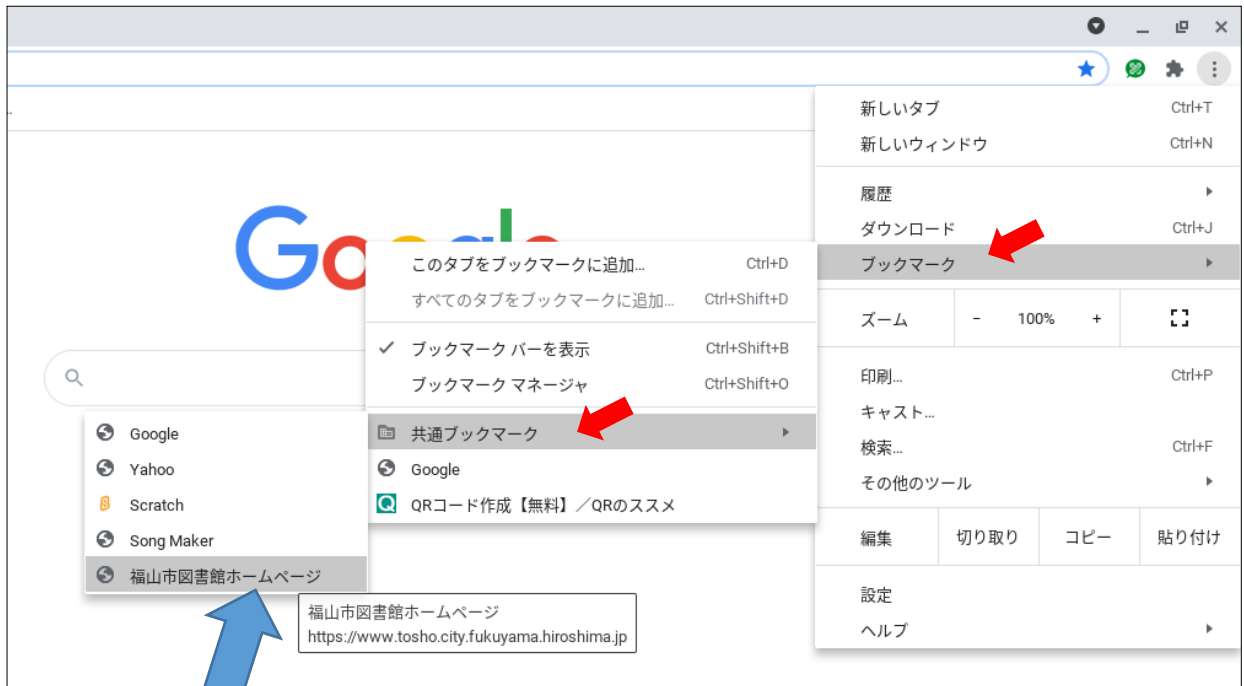 新しいタブ Ctrl+T
新しいウィンドウ Ctrl+N
履歴
ダウンロード Ctrl+J
ブックマーク
ズーム - 100% +
印刷... Ctrl+P
キャスト...
検索... Ctrl+F
その他のツール
編集 切り取り コピー 貼り付け
設定
ヘルプ
このタブをブックマークに追加... Ctrl+D
すべてのタブをブックマークに追加... Ctrl+Shift+D
ブックマーク バーを表示 Ctrl+Shift+B
ブックマーク マネージャ Ctrl+Shift+O
共通ブックマーク
Google
QRコード作成【無料】／QRのススメ
Google
Yahoo
Scratch
Song Maker
福山市図書館ホームページ
福山市図書館ホームページ
https://www.tosho.city.fukuyama.hiroshima.jp